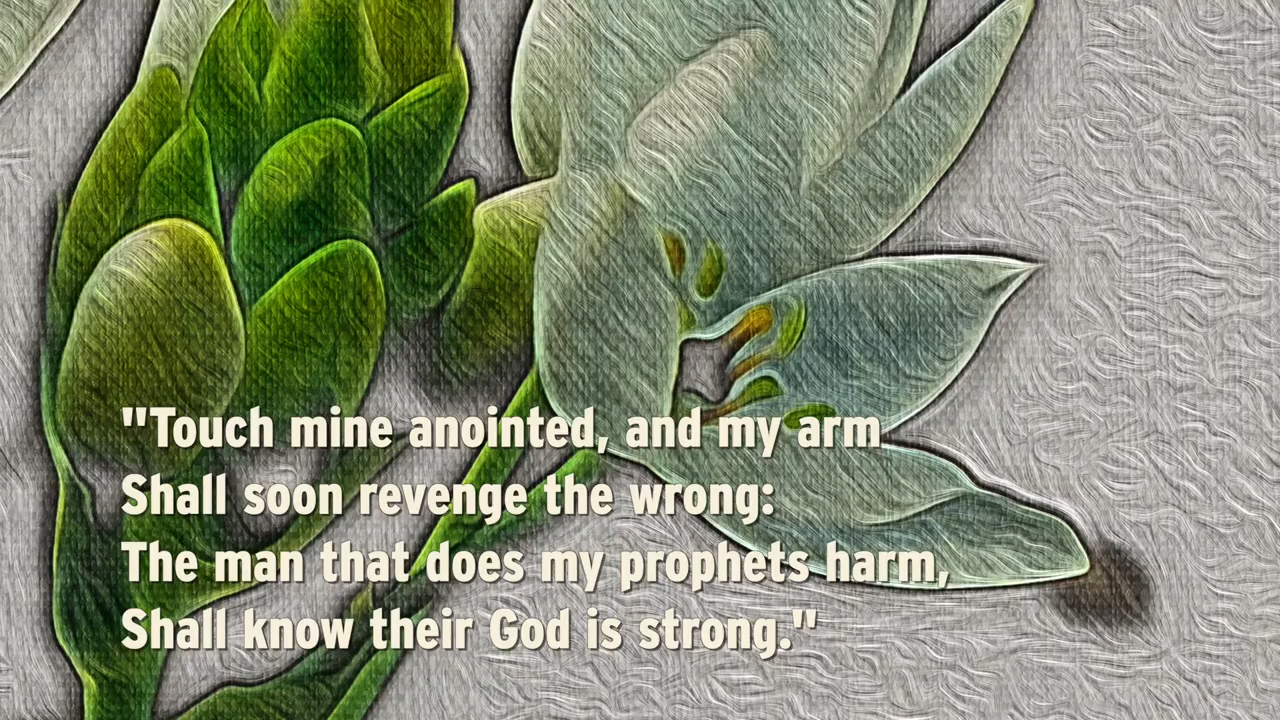 "Touch mine anointed, and my arm
Shall soon revenge the wrong:
The man that does my prophets harm,
Shall know their God is strong."